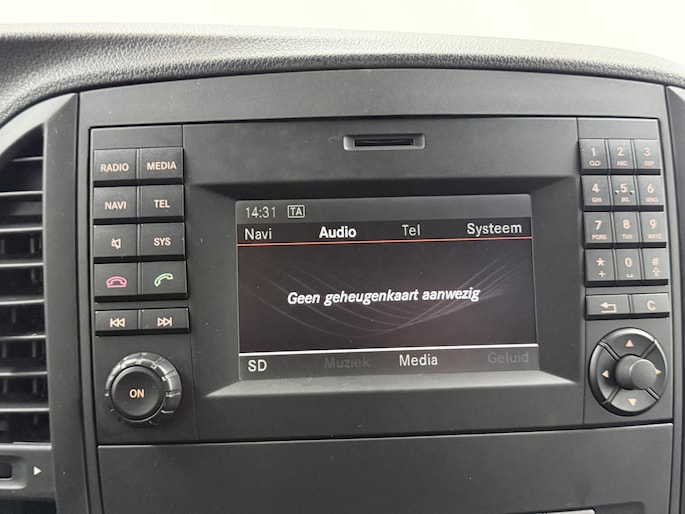 RADIO MEDIA
NAVI TEL
SYS
ON
14:31 TA
Navi Audio Tel Systeem
Geen geheugenkaart aanwezig
SD Muziek Media Geluid
1 2 ABC 3 DEF
4 GHI 5 JKL 6 MNO
7 PQRS 8 TUV 9 WXYZ
* + 0 #
C